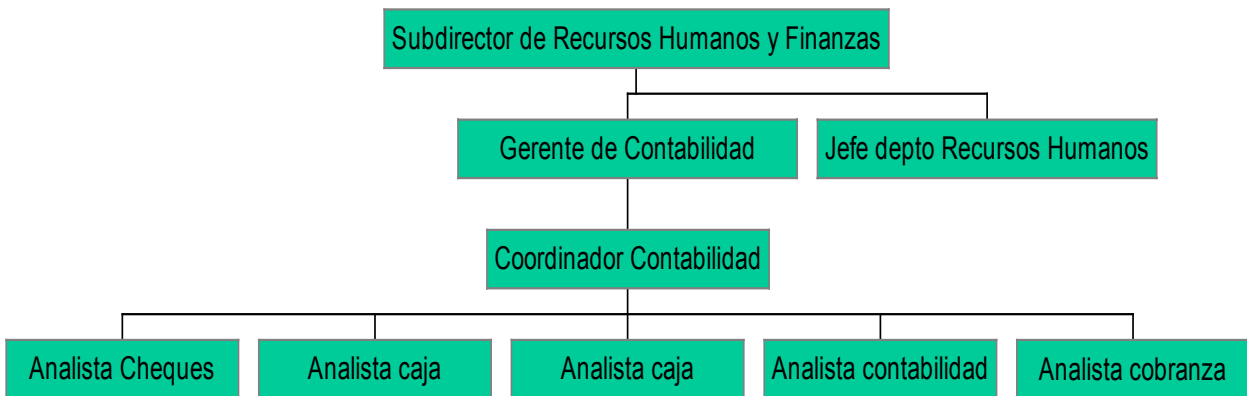 Subdirector de Recursos Humanos y Finanzas
Gerente de Contabilidad
Jefe depto Recursos Humanos
Coordinador Contabilidad
Analista Cheques
Analista caja
Analista caja
Analista contabilidad
Analista cobranza